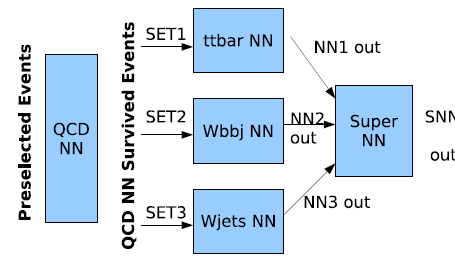 Preselected Events
QCD
NN
QCD NN Survived Events
SET1
ttbar NN
NN1 out
SET2
Wbbj NN
NN2
out
Super
NN
SNN
out
SET3
Wjets NN
NN3 out